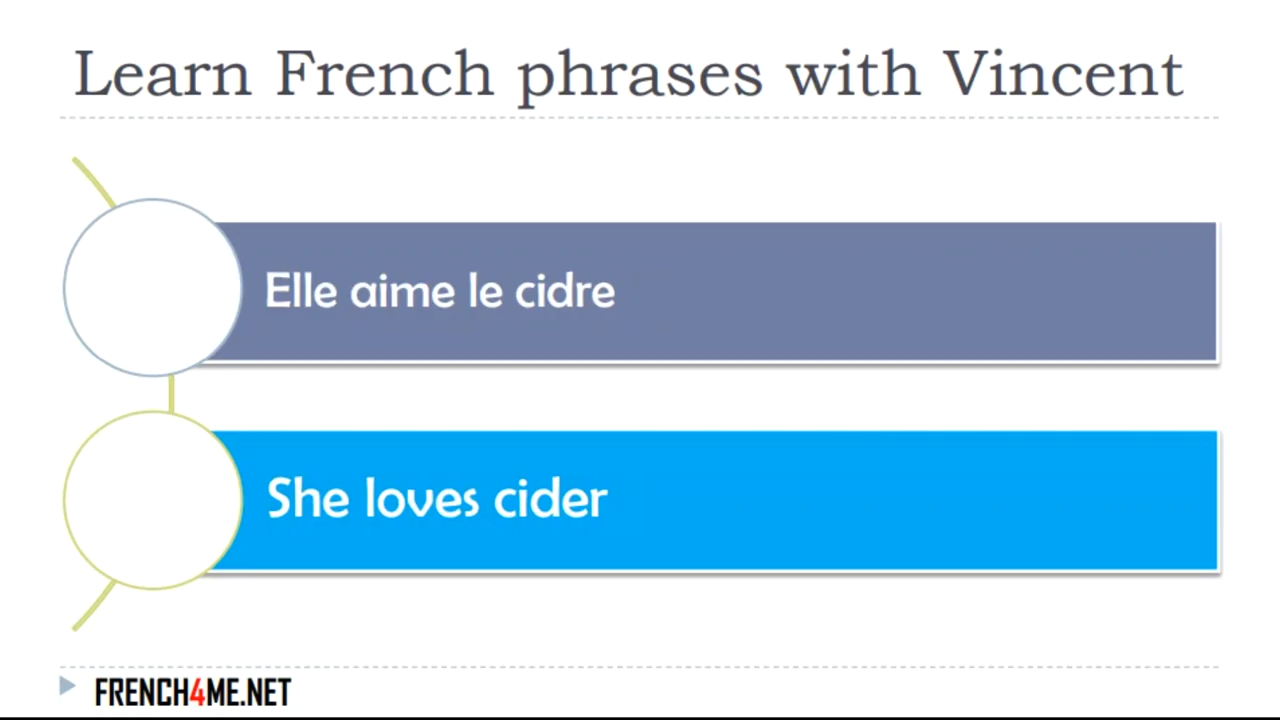 Learn French phrases with Vincent
Elle aime le cidre
She loves cider
FRENCH4ME.NET